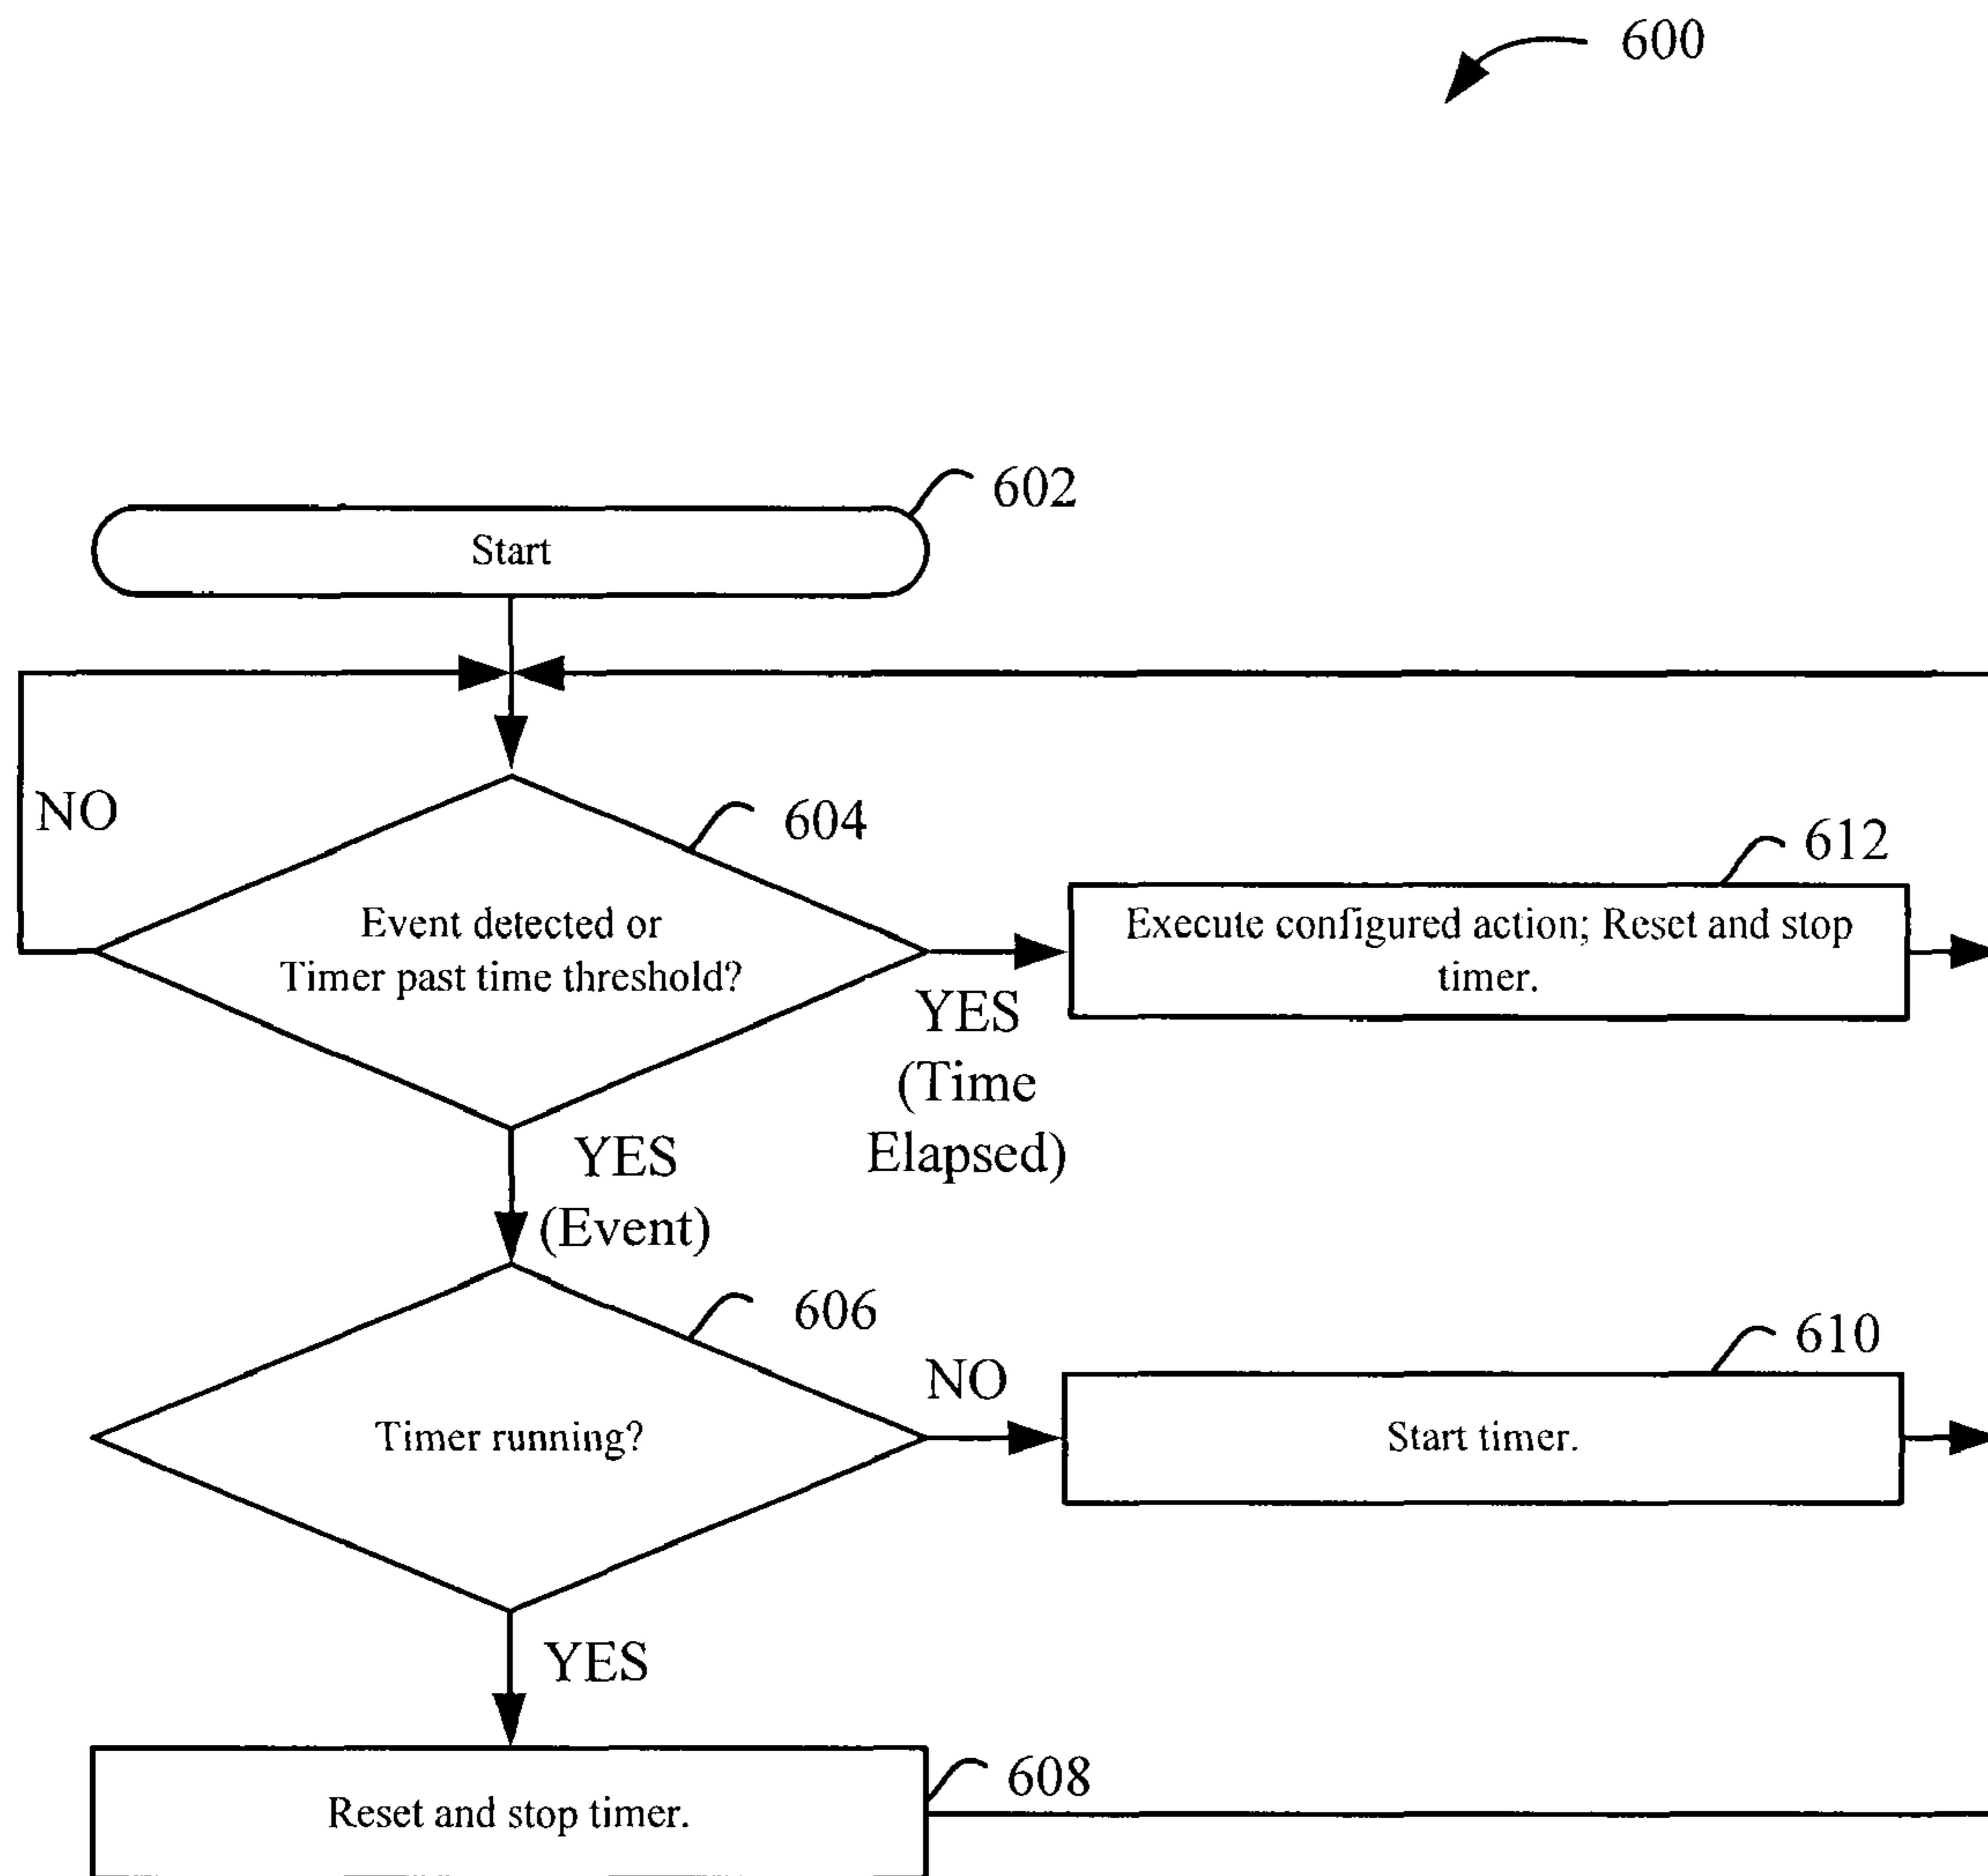 600
602
Start
NO
604
612
Event detected or
Timer past time threshold?
Execute configured action; Reset and stop
timer.
YES
(Time
Elapsed)
YES
(Event)
606
610
NO
Timer running?
Start timer.
YES
608
Reset and stop timer.